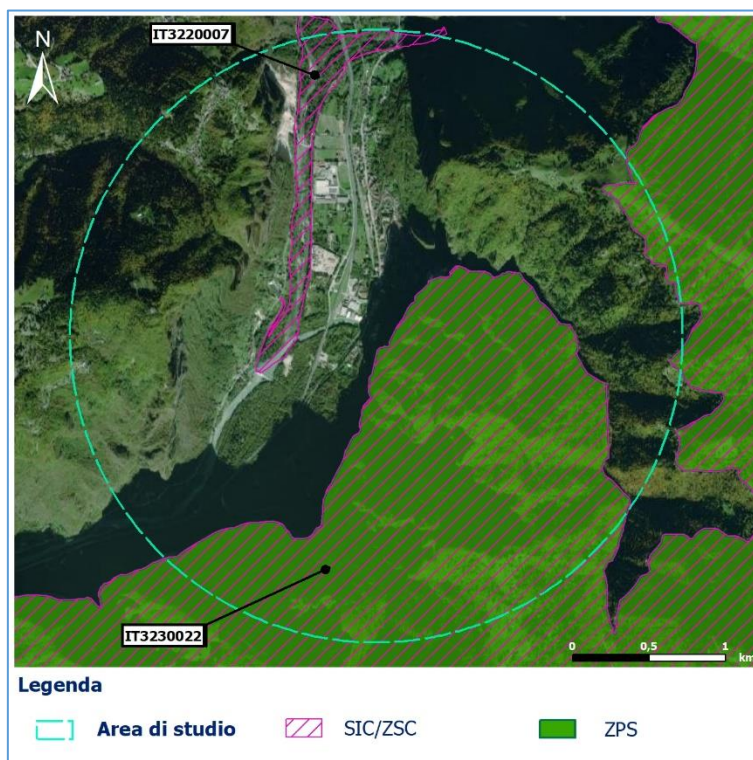 IT3220007
N
IT3230022
0 0,5 1
km
Legenda
Area di studio SIC/ZSC ZPS